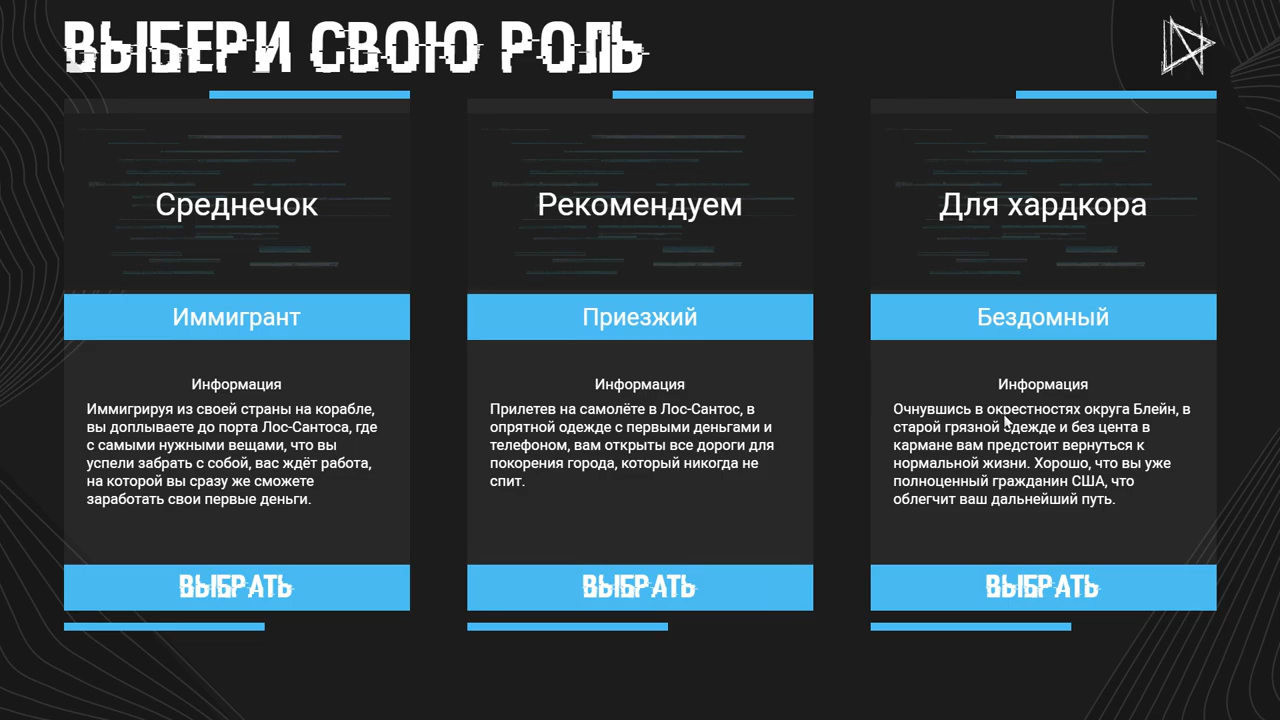 ВЫБЕРИ СВОЮ РОЛЬ
Среднечок
Иммигрант
Информация
Иммигрируя из своей страны на корабле,
вы доплываете до порта Лос-Сантоса, где
с самыми нужными вещами, что вы
успели забрать с собой, вас ждёт работа,
на которой вы сразу же сможете
заработать свои первые деньги.
ВЫБРАТЬ
Рекомендуем
Приезжий
Информация
Прилетев на самолёте в Лос-Сантос, в
опрятной одежде с первыми деньгами и
телефоном, вам открыты все дороги для
покорения города, который никогда не
спит.
ВЫБРАТЬ
Для хардкора
Бездомный
Информация
Очнувшись в окрестностях округа Блейн, в
старой грязной одежде и без цента в
кармане вам предстоит вернуться к
нормальной жизни. Хорошо, что вы уже
полноценный гражданин США, что
облегчит ваш дальнейший путь.
ВЫБРАТЬ